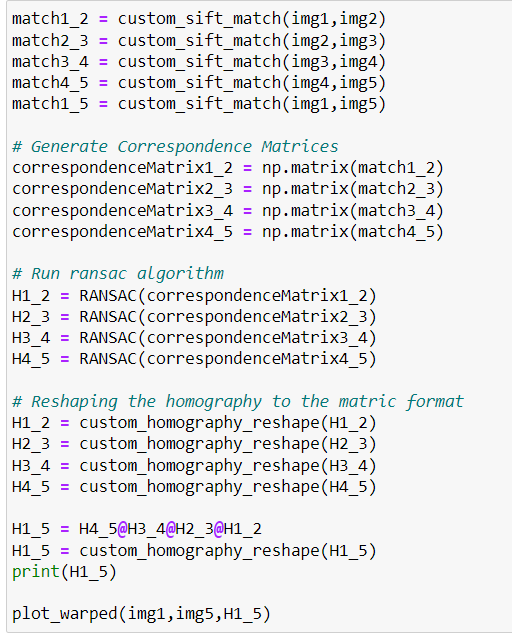 match1_2 = custom_sift_match(img1,img2)
match2_3 = custom_sift_match(img2,img3)
match3_4 = custom_sift_match(img3,img4)
match4_5 = custom_sift_match(img4,img5)
match1_5 = custom_sift_match(img1,img5)

# Generate Correspondence Matrices
correspondenceMatrix1_2 = np.matrix(match1_2)
correspondenceMatrix2_3 = np.matrix(match2_3)
correspondenceMatrix3_4 = np.matrix(match3_4)
correspondenceMatrix4_5 = np.matrix(match4_5)

# Run ransac algorithm
H1_2 = RANSAC(correspondenceMatrix1_2)
H2_3 = RANSAC(correspondenceMatrix2_3)
H3_4 = RANSAC(correspondenceMatrix3_4)
H4_5 = RANSAC(correspondenceMatrix4_5)

# Reshaping the homography to the matric format
H1_2 = custom_homography_reshape(H1_2)
H2_3 = custom_homography_reshape(H2_3)
H3_4 = custom_homography_reshape(H3_4)
H4_5 = custom_homography_reshape(H4_5)

H1_5 = H4_5@H3_4@H2_3@H1_2
H1_5 = custom_homography_reshape(H1_5)
print(H1_5)

plot_warped(img1,img5,H1_5)